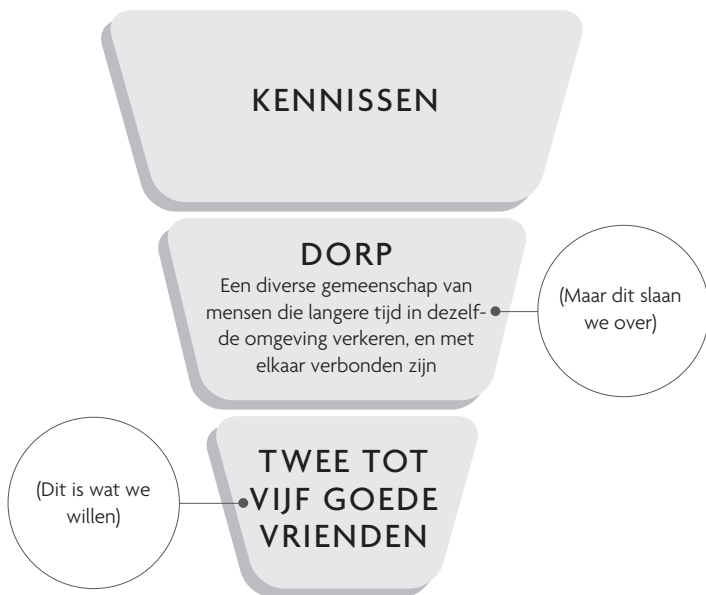 KENNISSEN
DORP
Een diverse gemeenschap van
mensen die langere tijd in dezelf-
de omgeving verkeren, en met
elkaar verbonden zijn
(Maar dit slaan
we over)
(Dit is wat we
willen)
TWEE TOT
VIJF GOEDE
VRIENDEN